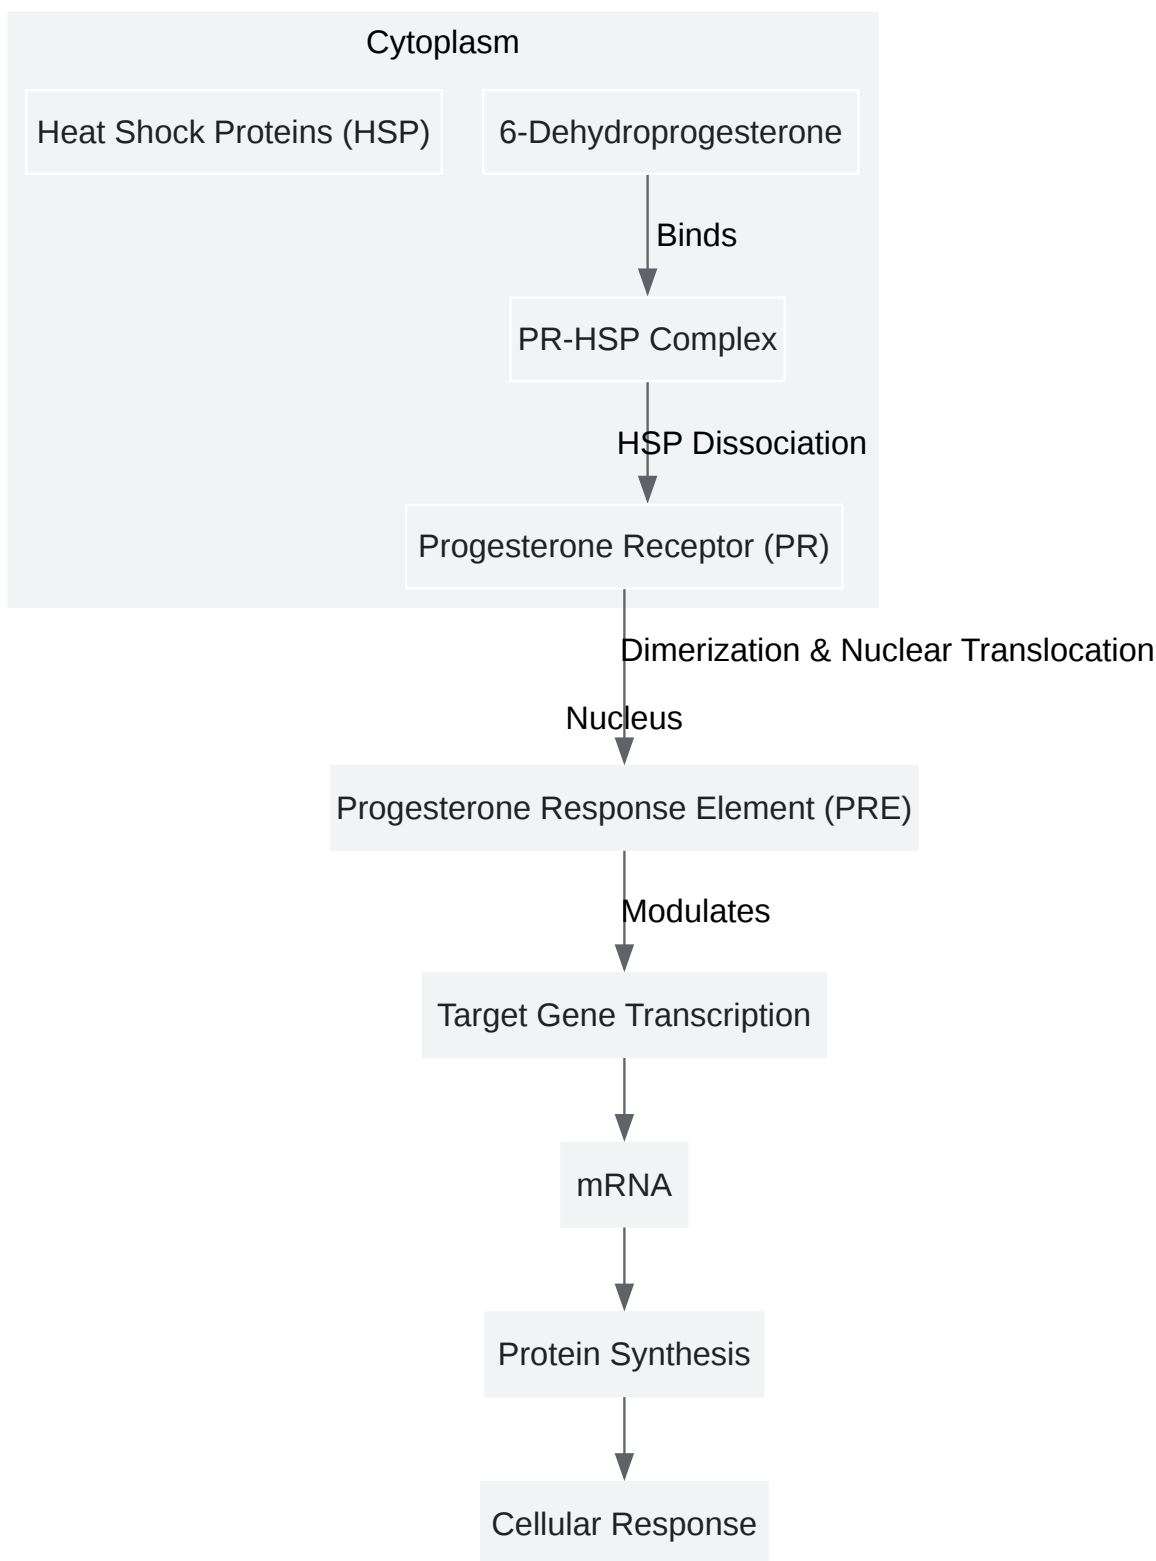 Cytoplasm
Heat Shock Proteins (HSP)
6-Dehydroprogesterone
Binds
PR-HSP Complex
HSP Dissociation
Progesterone Receptor (PR)
Dimerization & Nuclear Translocation
Nucleus
Progesterone Response Element (PRE)
Modulates
Target Gene Transcription
mRNA
Protein Synthesis
Cellular Response